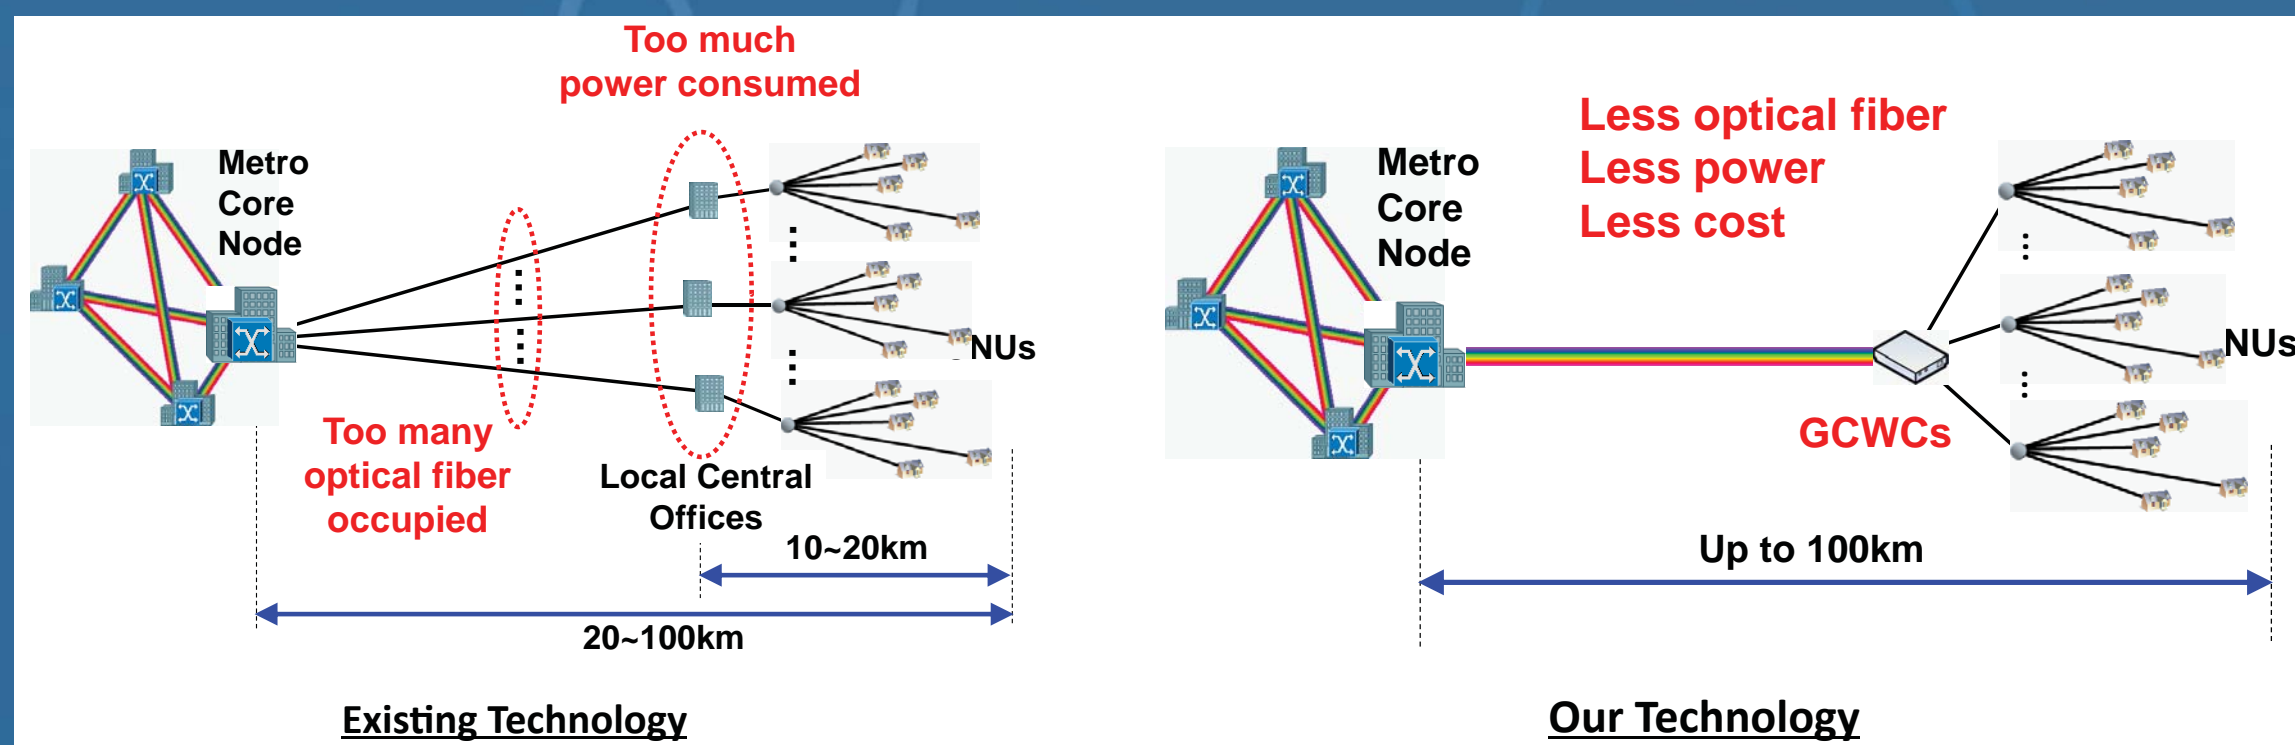 Too much
power consumed
Metro
Core
Node
NUs
Too many
optical fiber
occupied
Local Central
Offices
10~20km
20~100km
Existing Technology
Less optical fiber
Less power
Less cost
Metro
Core
Node
NUs
GCWCs
Up to 100km
Our Technology